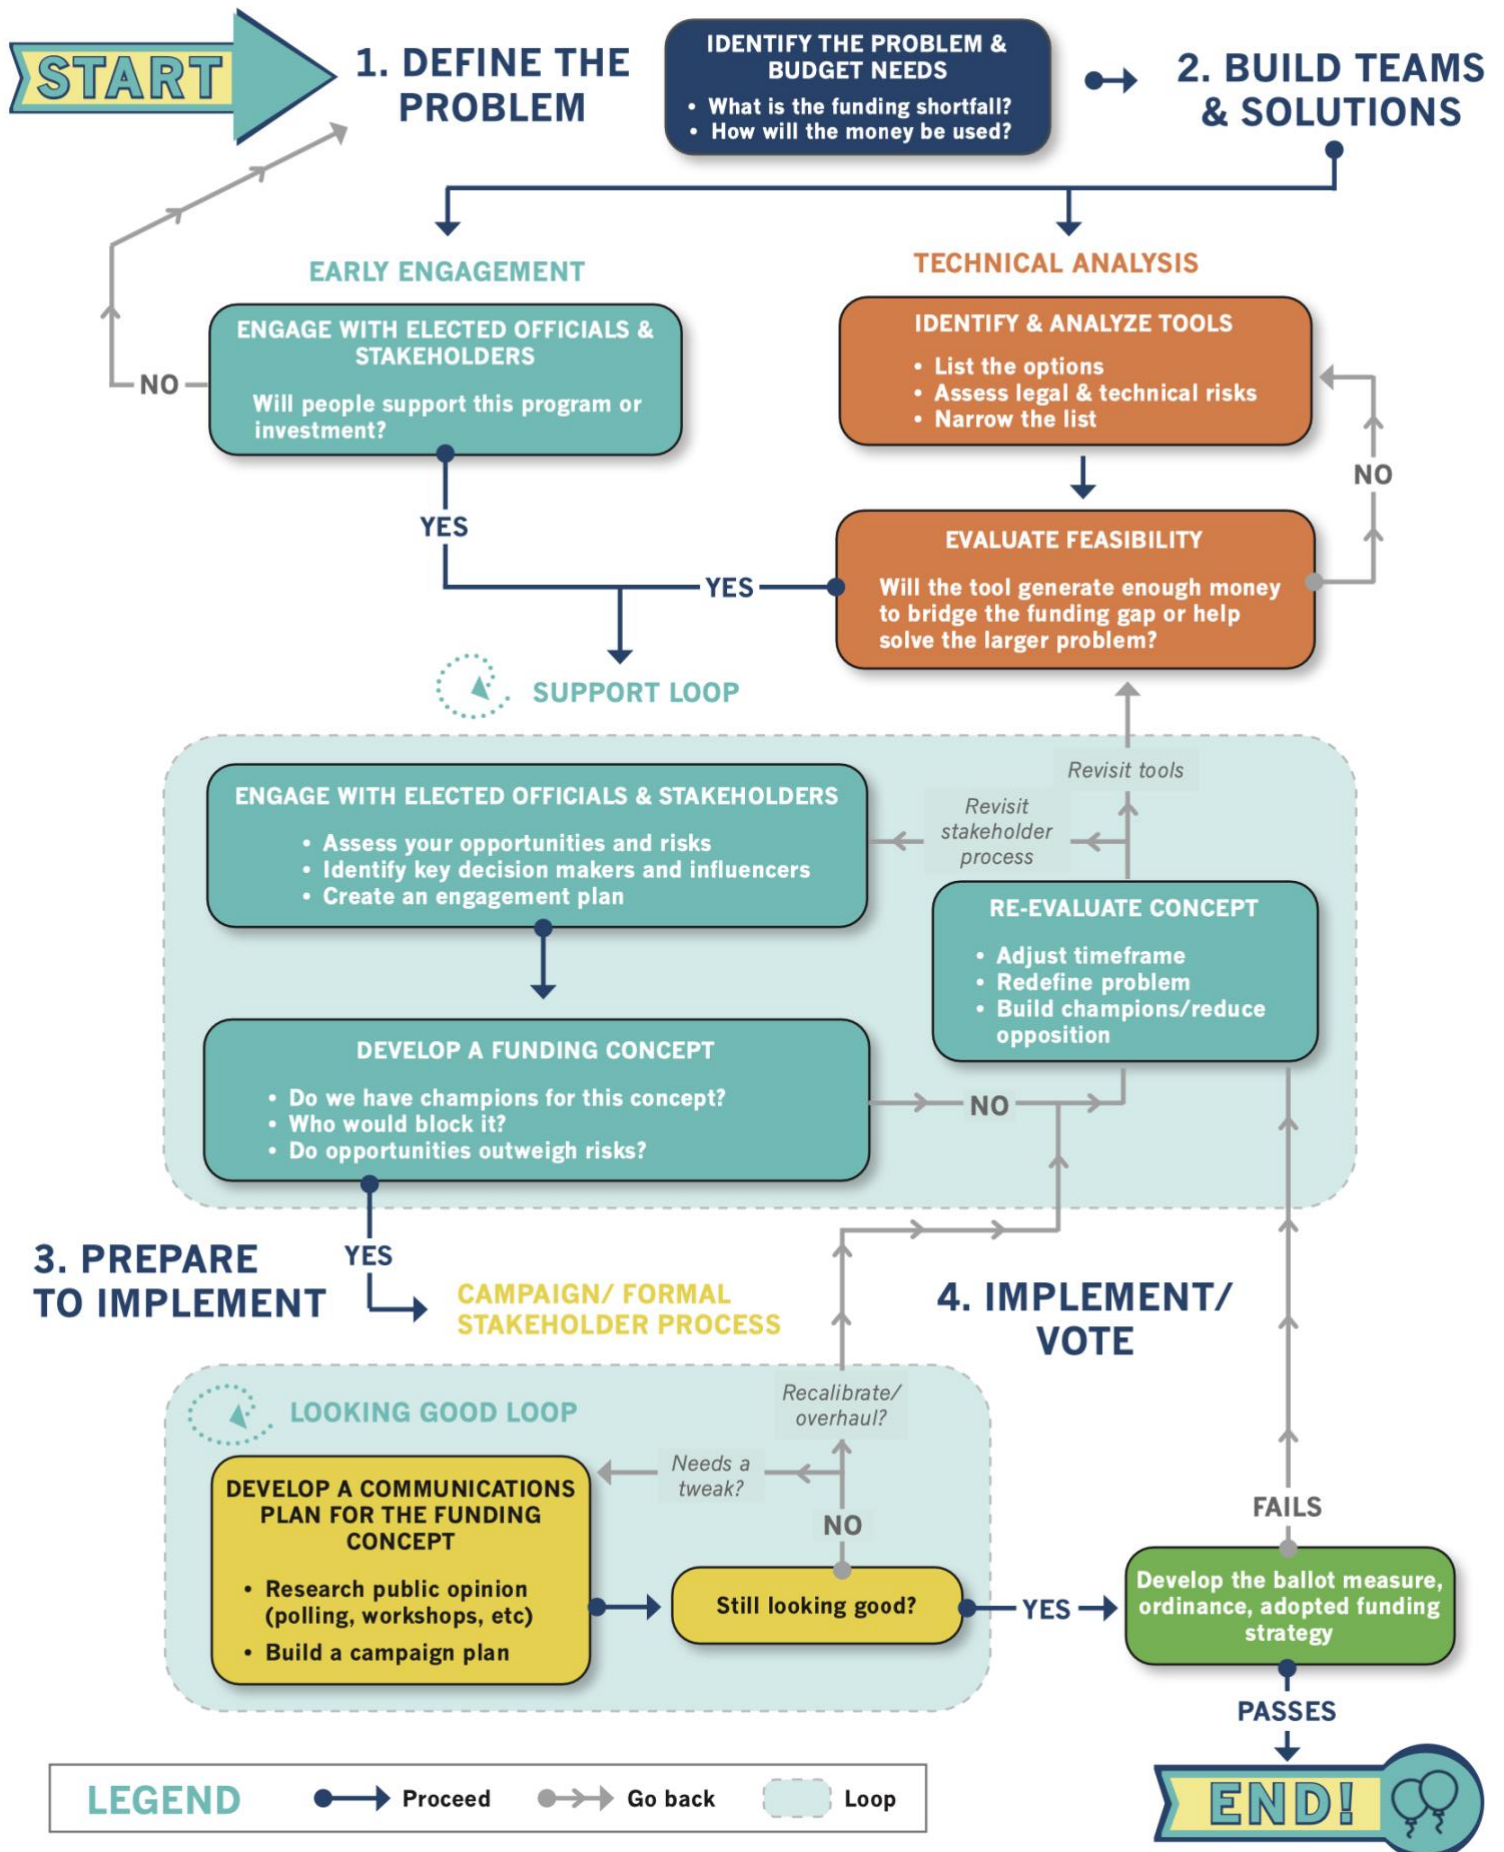 START
1. DEFINE THE
PROBLEM
IDENTIFY THE PROBLEM &
BUDGET NEEDS
• What is the funding shortfall?
• How will the money be used?
2. BUILD TEAMS
& SOLUTIONS
EARLY ENGAGEMENT
ENGAGE WITH ELECTED OFFICIALS &
STAKEHOLDERS
Will people support this program or
investment?
NO
YES
TECHNICAL ANALYSIS
IDENTIFY & ANALYZE TOOLS
• List the options
• Assess legal & technical risks
• Narrow the list
NO
EVALUATE FEASIBILITY
Will the tool generate enough money
to bridge the funding gap or help
solve the larger problem?
YES
SUPPORT LOOP
ENGAGE WITH ELECTED OFFICIALS & STAKEHOLDERS
• Assess your opportunities and risks
• Identify key decision makers and influencers
• Create an engagement plan
Revisit tools
Revisit
stakeholder
process
RE-EVALUATE CONCEPT
• Adjust timeframe
• Redefine problem
• Build champions/reduce
opposition
DEVELOP A FUNDING CONCEPT
• Do we have champions for this concept?
• Who would block it?
• Do opportunities outweigh risks?
NO
3. PREPARE
TO IMPLEMENT
YES
CAMPAIGN/ FORMAL
STAKEHOLDER PROCESS
4. IMPLEMENT/
VOTE
LOOKING GOOD LOOP
Recalibrate/
overhaul?
Needs a
tweak?
NO
DEVELOP A COMMUNICATIONS
PLAN FOR THE FUNDING
CONCEPT
• Research public opinion
(polling, workshops, etc)
• Build a campaign plan
Still looking good?
YES
FAILS
Develop the ballot measure,
ordinance, adopted funding
strategy
PASSES
END!
LEGEND
Proceed
Go back
Loop